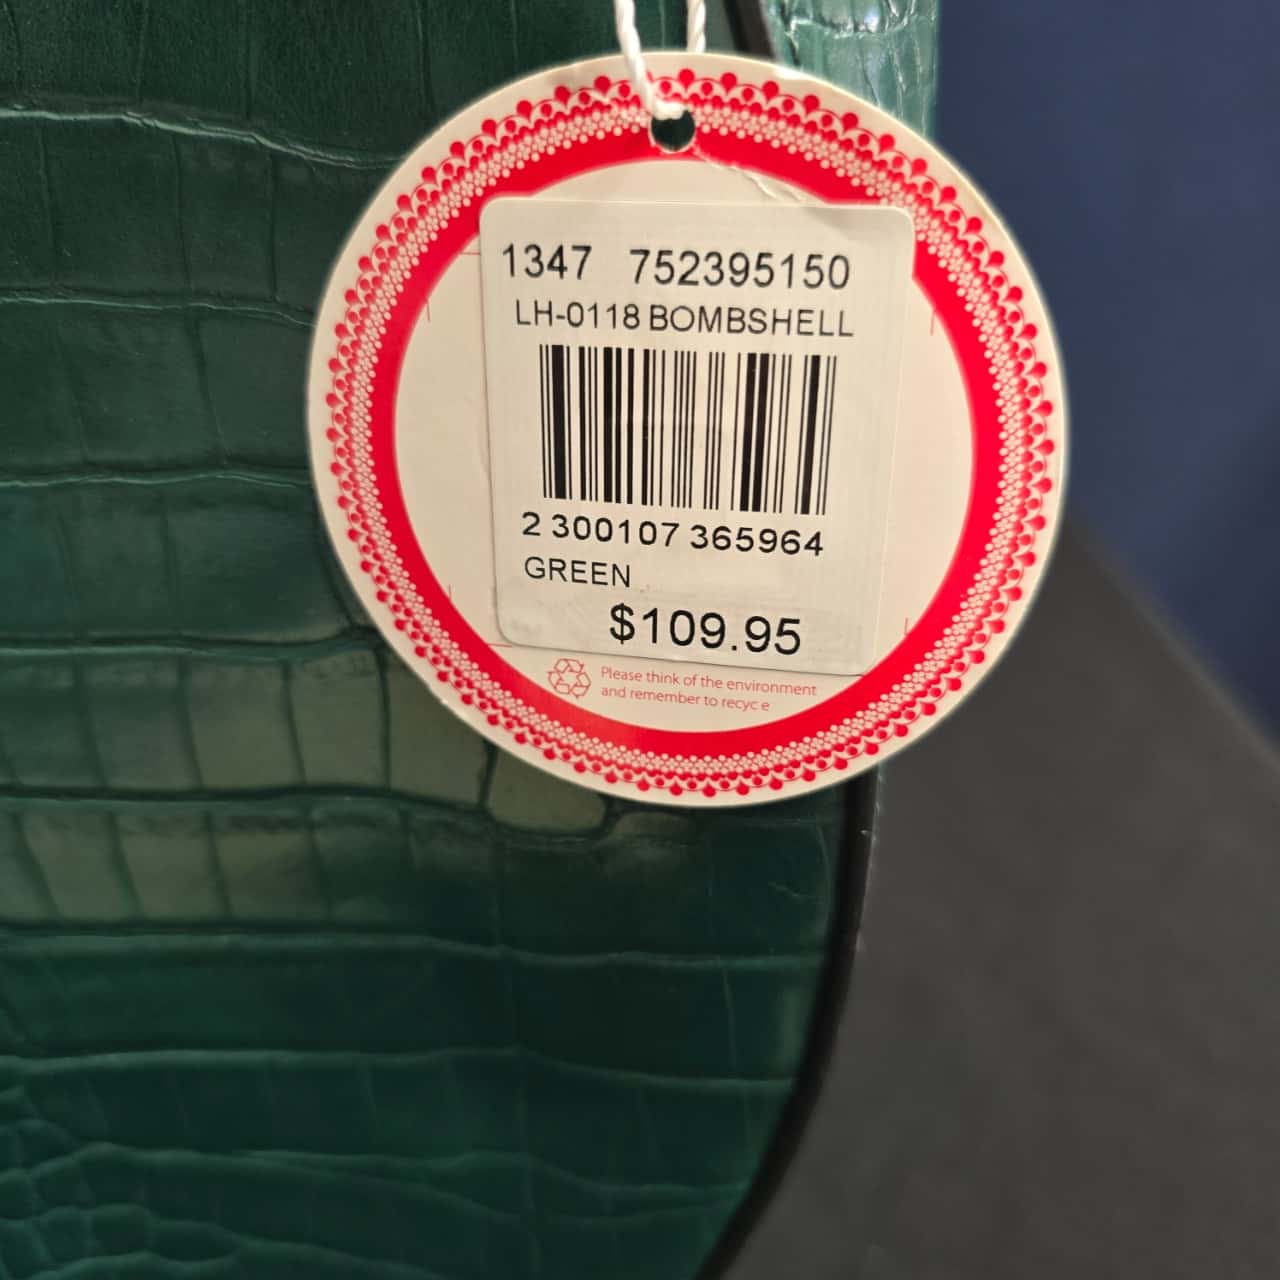 1347 752395150
LH-0118 BOMBSHELL
2 300107 365964
GREEN
$109.95
Please think of the environment
and remember to recyc e